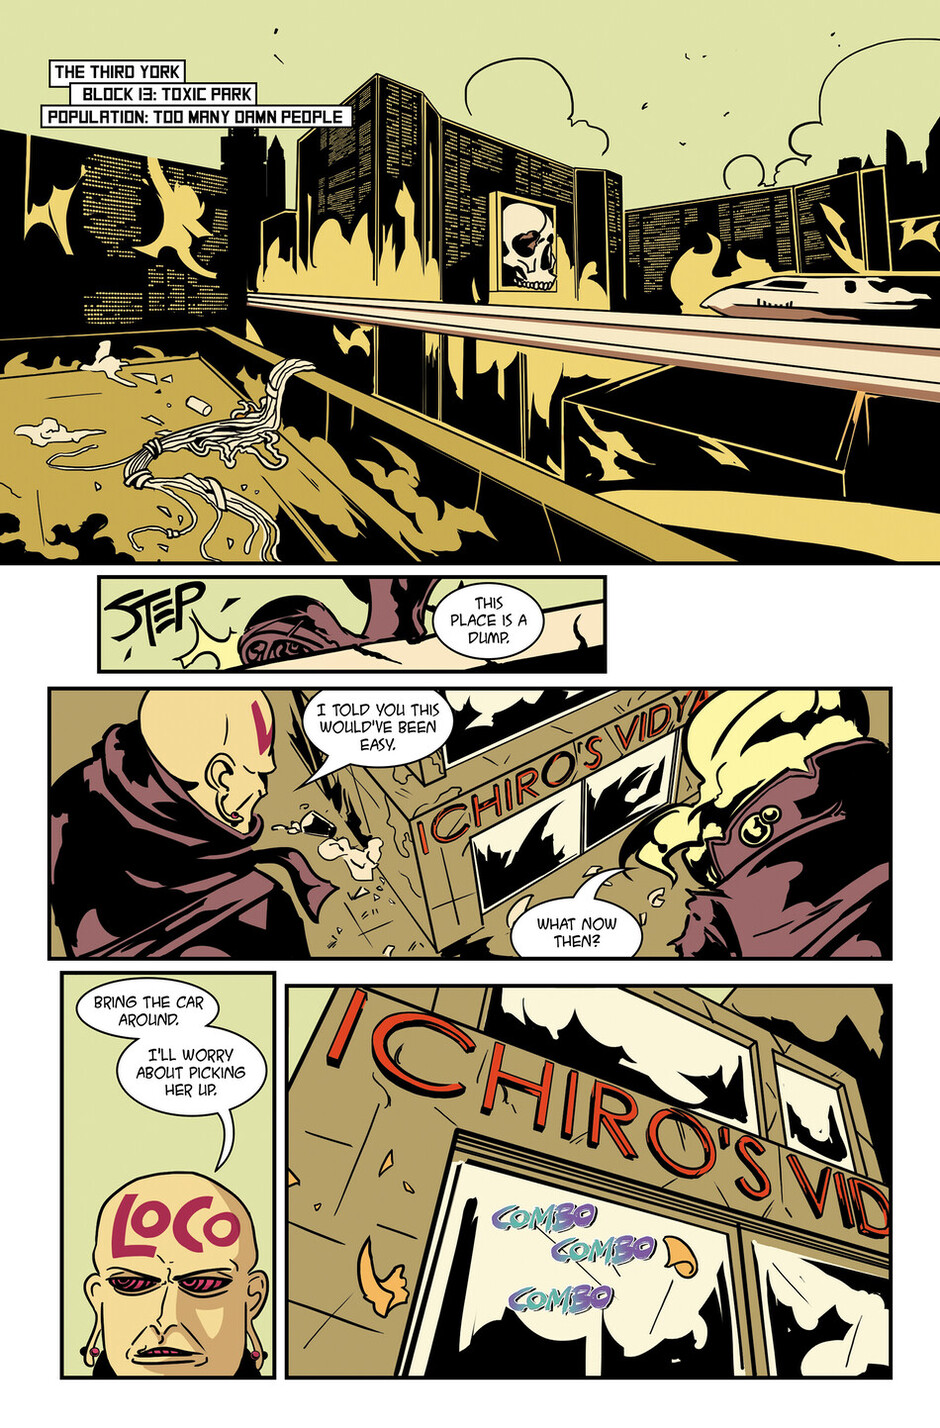 THE THIRD YORK
BLOCK 13: TOXIC PARK
POPULATION: TOO MANY DAMN PEOPLE
STEP
THIS
PLACE IS A
DUMP.
I TOLD YOU THIS
WOULD'VE BEEN
EASY.
ICHIRO'S VIDYA
WHAT NOW
THEN?
BRING THE CAR
AROUND.
I'LL WORRY
ABOUT PICKING
HER UP.
LOCO
ICHIRO'S VID
COMBO
COMBO
COMBO